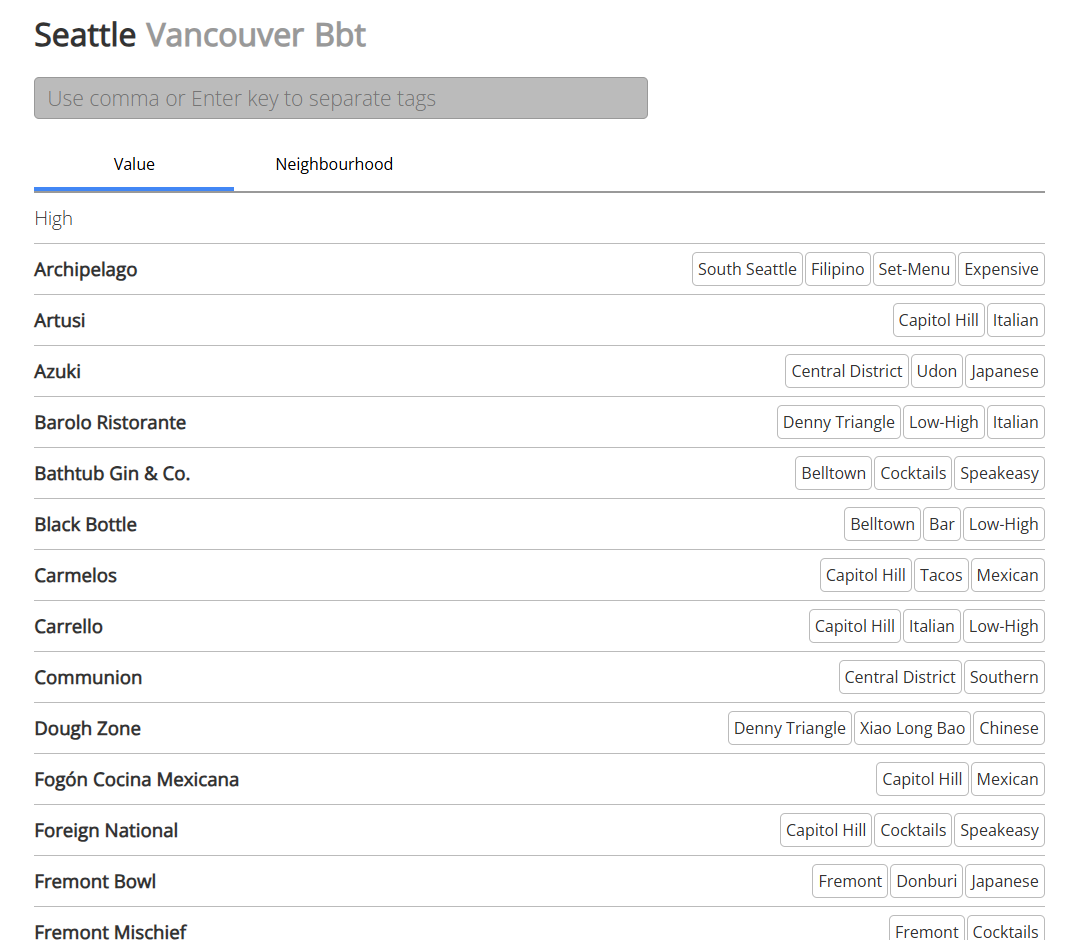 Seattle Vancouver Bbt
Use comma or Enter key to separate tags
Value Neighbourhood
High
Archipelago South Seattle Filipino Set-Menu Expensive
Artusi Capitol Hill Italian
Azuki Central District Udon Japanese
Barolo Ristorante Denny Triangle Low-High Italian
Bathtub Gin & Co. Belltown Cocktails Speakeasy
Black Bottle Belltown Bar Low-High
Carmelos Capitol Hill Tacos Mexican
Carrello Capitol Hill Italian Low-High
Communion Central District Southern
Dough Zone Denny Triangle Xiao Long Bao Chinese
Fogón Cocina Mexicana Capitol Hill Mexican
Foreign National Capitol Hill Cocktails Speakeasy
Fremont Bowl Fremont Donburi Japanese
Fremont Mischief Fremont Cocktails